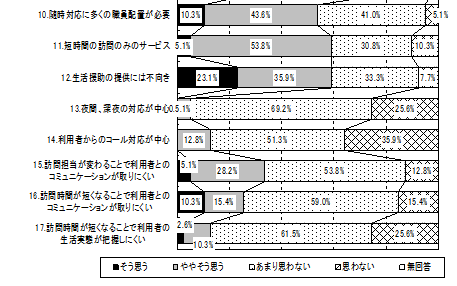 10.随時対応に多くの職員配置が必要
10.3% 43.6% 41.0% 5.1%
11.短時間の訪問のみのサービス
5.1% 53.8% 30.8% 10.3%
12.生活援助の提供には不向き
23.1% 35.9% 33.3% 7.7%
13.夜間、深夜の対応が中心
0.5.1% 69.2% 25.6%
14.利用者からのコール対応が中心
12.8% 51.3% 35.9%
15.訪問担当が変わることで利用者との
コミュニケーションが取りにくい
5.1% 28.2% 53.8% 12.8%
16.訪問時間が短くなることで利用者との
コミュニケーションが取りにくい
10.3% 15.4% 59.0% 15.4%
17.訪問時間が短くなることで利用者の
生活実態が把握しにくい
2.6% 10.3% 61.5% 25.6%
そう思う ややそう思う あまり思わない 思わない 無回答